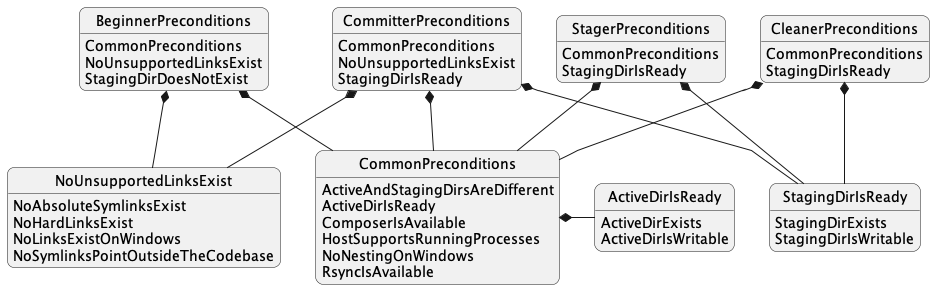 BeginnerPreconditions
CommonPreconditions
NoUnsupportedLinksExist
StagingDirDoesNotExist
CommitterPreconditions
CommonPreconditions
NoUnsupportedLinksExist
StagingDirIsReady
StagerPreconditions
CommonPreconditions
StagingDirIsReady
CleanerPreconditions
CommonPreconditions
StagingDirIsReady
NoUnsupportedLinksExist
NoAbsoluteSymlinksExist
NoHardLinksExist
NoLinksExistOnWindows
NoSymlinksPointOutsideTheCodebase
CommonPreconditions
ActiveAndStagingDirsAreDifferent
ActiveDirIsReady
ComposerIsAvailable
HostSupportsRunningProcesses
NoNestingOnWindows
RsyncIsAvailable
ActiveDirIsReady
ActiveDirExists
ActiveDirIsWritable
StagingDirIsReady
StagingDirExists
StagingDirIsWritable